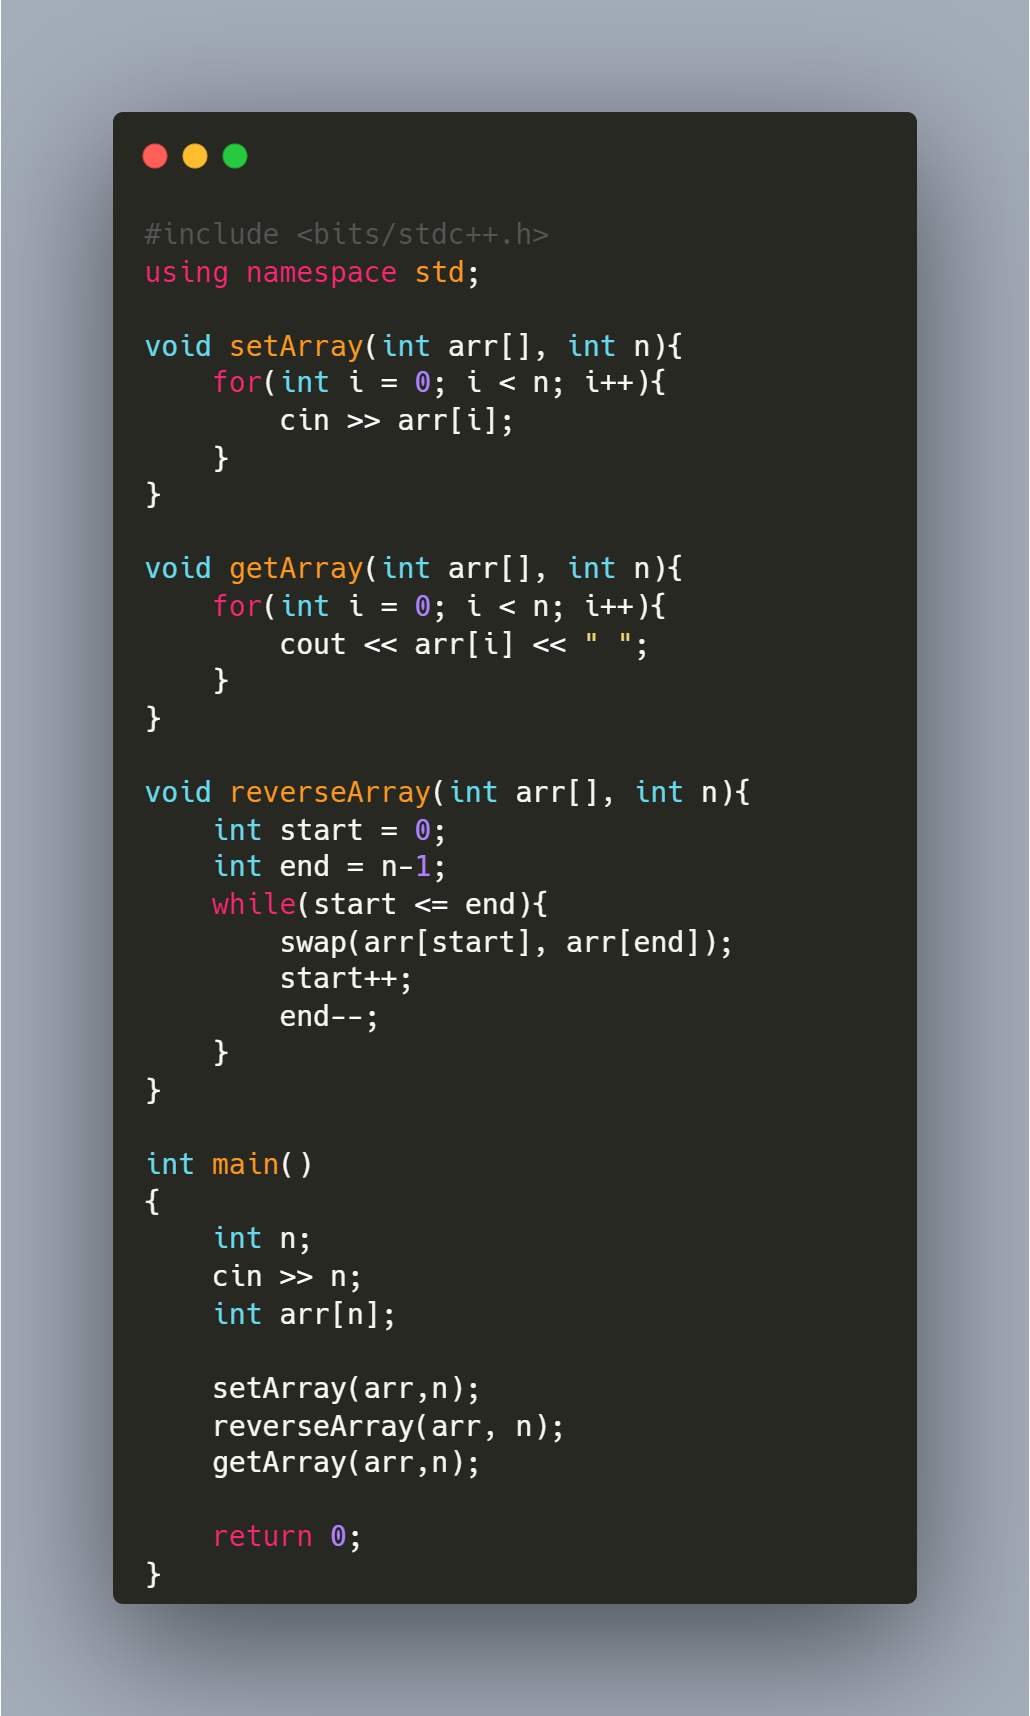 #include <bits/stdc++.h>
using namespace std;

void setArray(int arr[], int n){
    for(int i = 0; i < n; i++){
        cin >> arr[i];
    }
}

void getArray(int arr[], int n){
    for(int i = 0; i < n; i++){
        cout << arr[i] << " ";
    }
}

void reverseArray(int arr[], int n){
    int start = 0;
    int end = n-1;
    while(start <= end){
        swap(arr[start], arr[end]);
        start++;
        end--;
    }
}

int main()
{
    int n;
    cin >> n;
    int arr[n];

    setArray(arr,n);
    reverseArray(arr, n);
    getArray(arr,n);

    return 0;
}